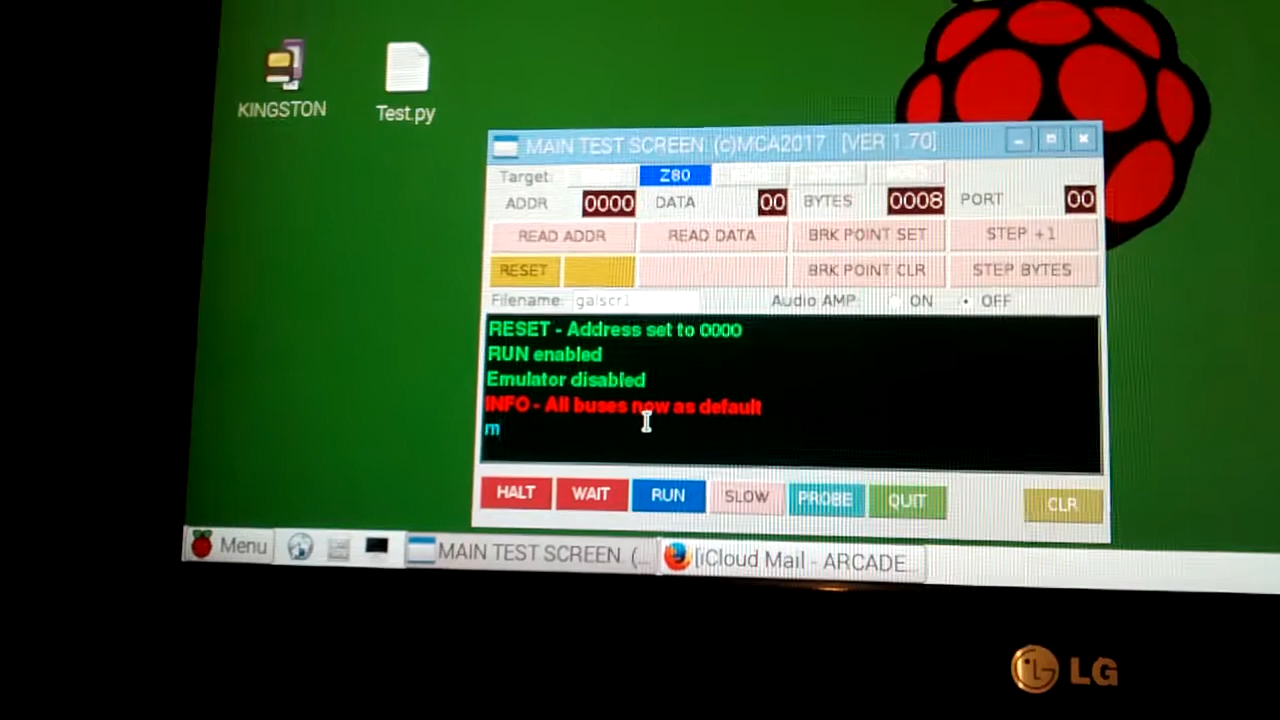 KINGSTON
Test.py
MAIN TEST SCREEN. (c)MCA2017 [VER 1.70]
Target: Z80
ADDR 0000 DATA 00 BYTES 0008 PORT 00
READ ADDR READ DATA BRK POINT SET STEP +1
RESET BRK POINT CLR STEP BYTES
Filename: galscr1 Audio AMP: ON OFF
RESET - Address set to 0000
RUN enabled
Emulator disabled
INFO - All buses now as default
m
HALT WAIT RUN SLOW PROBE QUIT CLR
Menu MAIN TEST SCREEN. (... [iCloud Mail - ARCADE...
LG